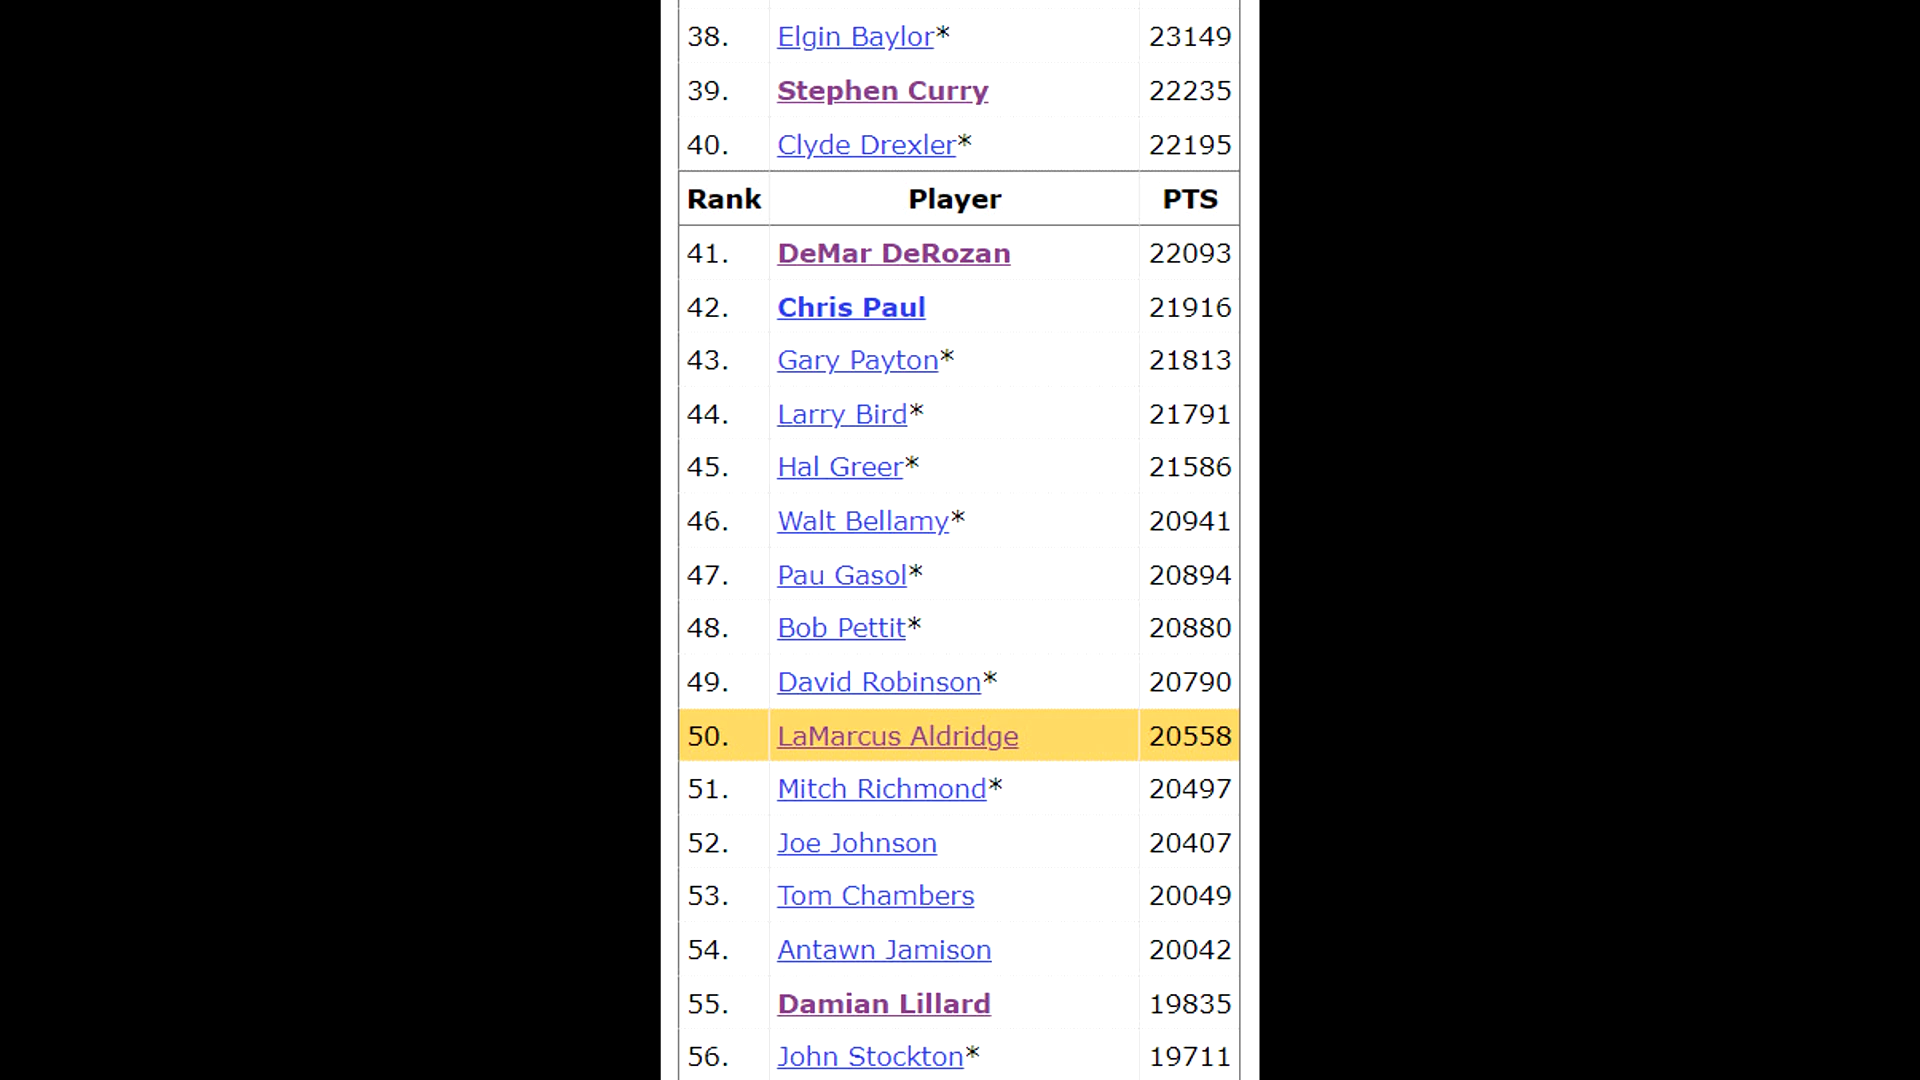 38. Elgin Baylor* 23149
39. Stephen Curry 22235
40. Clyde Drexler* 22195
Rank Player PTS
41. DeMar DeRozan 22093
42. Chris Paul 21916
43. Gary Payton* 21813
44. Larry Bird* 21791
45. Hal Greer* 21586
46. Walt Bellamy* 20941
47. Pau Gasol* 20894
48. Bob Pettit* 20880
49. David Robinson* 20790
50. LaMarcus Aldridge 20558
51. Mitch Richmond* 20497
52. Joe Johnson 20407
53. Tom Chambers 20049
54. Antawn Jamison 20042
55. Damian Lillard 19835
56. John Stockton* 19711